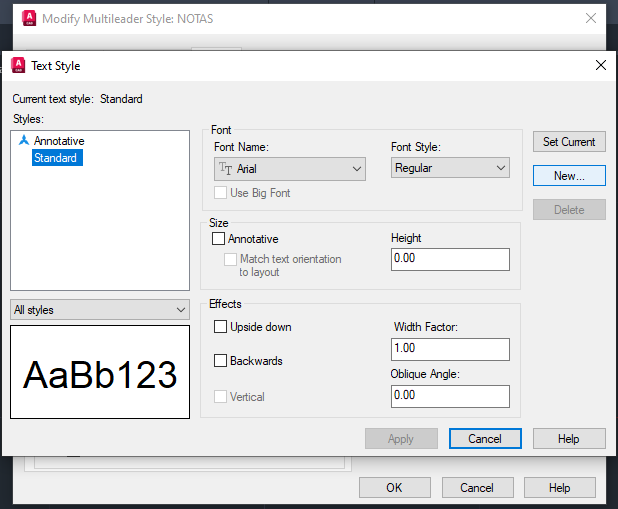 Modify Multileader Style: NOTAS
Text Style
Current text style: Standard
Styles:
Annotative
Standard
All styles
AaBb123
Font
Font Name:
Arial
Font Style:
Regular
Use Big Font
Size
Annotative
Match text orientation
to layout
Height
0.00
Effects
Upside down
Backwards
Vertical
Width Factor:
1.00
Oblique Angle:
0.00
Set Current
New...
Delete
Apply
Cancel
Help
OK
Cancel
Help